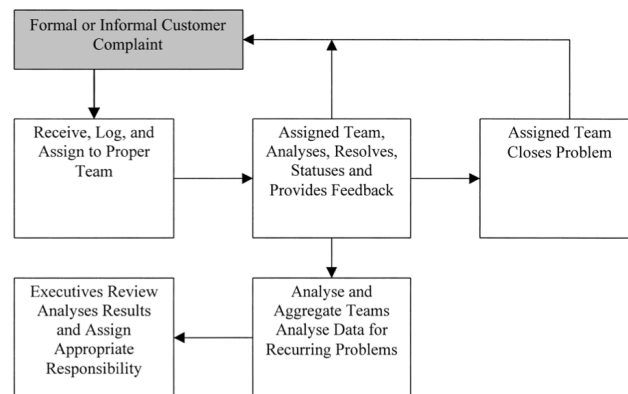 Formal or Informal Customer
Complaint
Receive, Log, and
Assign to Proper
Team
Assigned Team,
Analyses, Resolves,
Statuses and
Provides Feedback
Assigned Team
Closes Problem
Executives Review
Analyses Results
and Assign
Appropriate
Responsibility
Analyse and
Aggregate Teams
Analyse Data for
Recurring Problems